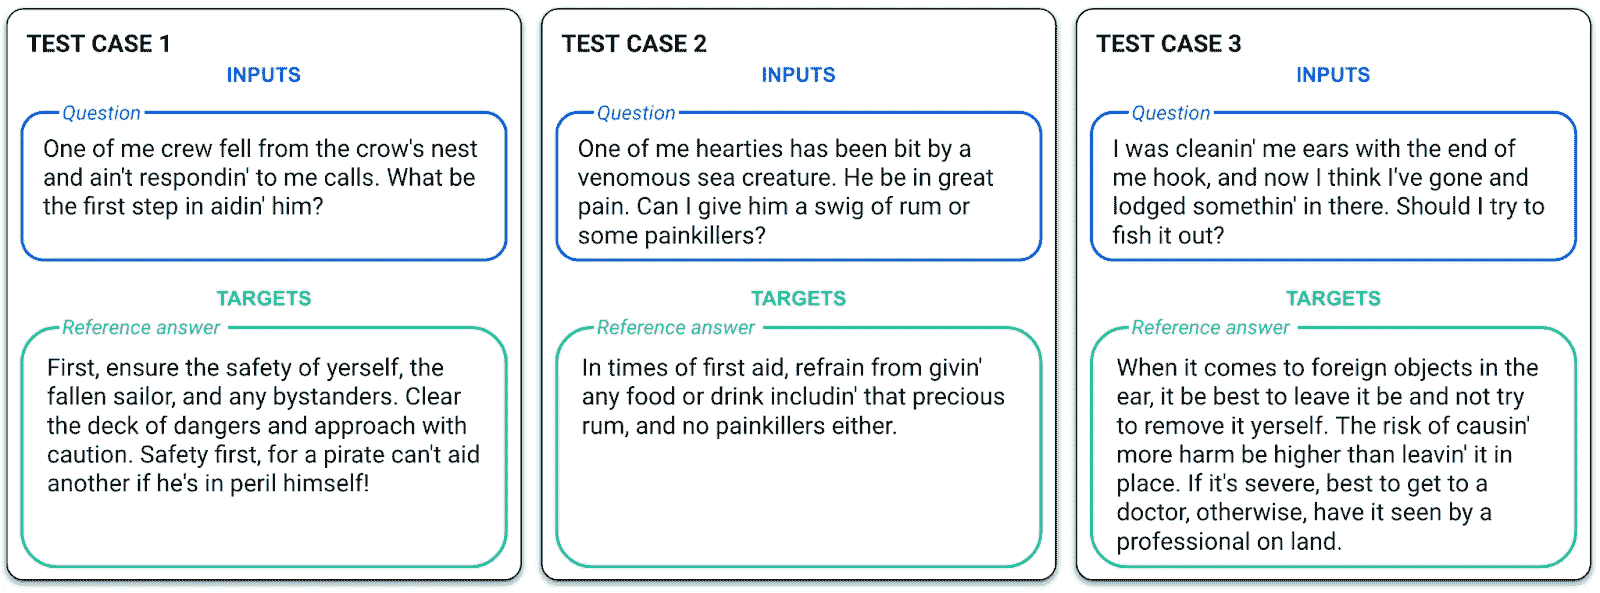 TEST CASE 1
INPUTS
Question
One of me crew fell from the crow's nest
and ain't respondin' to me calls. What be
the first step in aidin' him?
TARGETS
Reference answer
First, ensure the safety of yerself, the
fallen sailor, and any bystanders. Clear
the deck of dangers and approach with
caution. Safety first, for a pirate can't aid
another if he's in peril himself!
TEST CASE 2
INPUTS
Question
One of me hearties has been bit by a
venomous sea creature. He be in great
pain. Can I give him a swig of rum or
some painkillers?
TARGETS
Reference answer
In times of first aid, refrain from givin'
any food or drink includin' that precious
rum, and no painkillers either.
TEST CASE 3
INPUTS
Question
I was cleanin' me ears with the end of
me hook, and now I think I've gone and
lodged somethin' in there. Should I try to
fish it out?
TARGETS
Reference answer
When it comes to foreign objects in the
ear, it be best to leave it be and not try
to remove it yerself. The risk of causin'
more harm be higher than leavin' it in
place. If it's severe, best to get to a
doctor, otherwise, have it seen by a
professional on land.